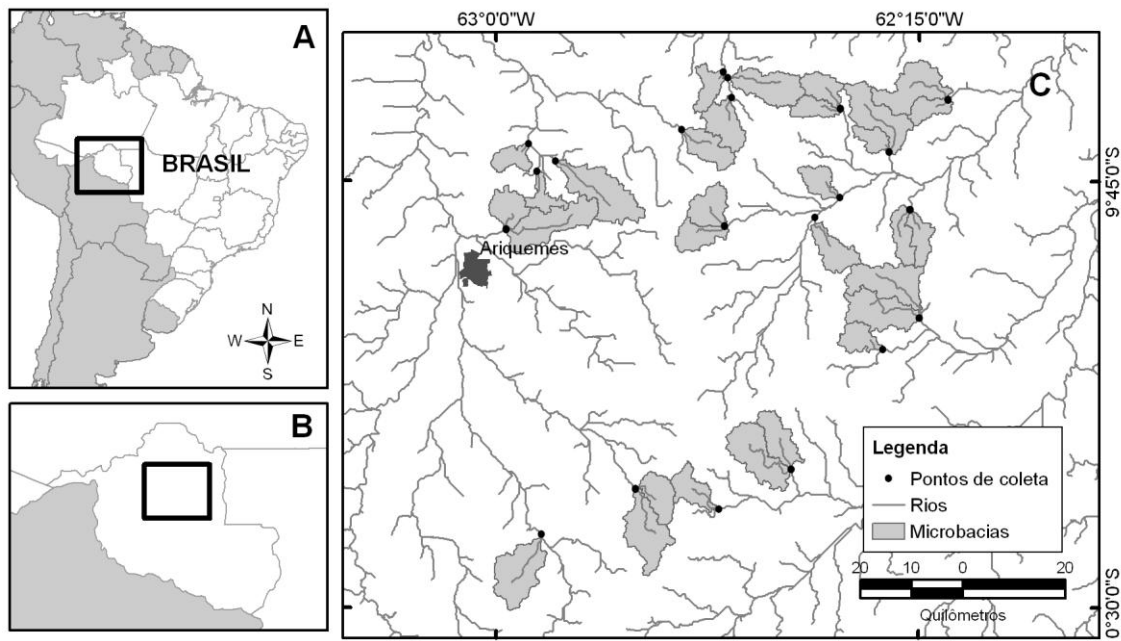 A
BRASIL
N
W E
S
B
63°0'0"W
62°15'0"W
C
9°45'0"S
0°30'0"S
Ariquemes
Legenda
Pontos de coleta
Rios
Microbacias
20 10 0 20
Quilômetros